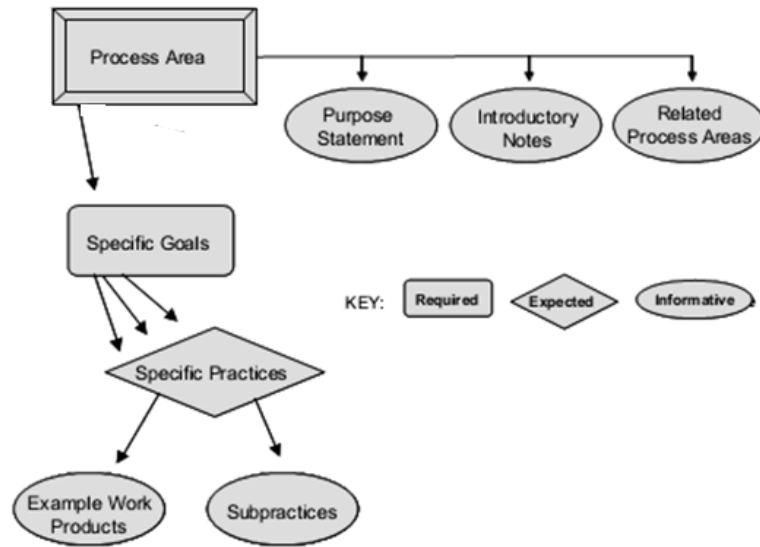 Process Area
Purpose
Statement
Introductory
Notes
Related
Process Areas
Specific Goals
KEY:
Required
Expected
Informative
Specific Practices
Example Work
Products
Subpractices